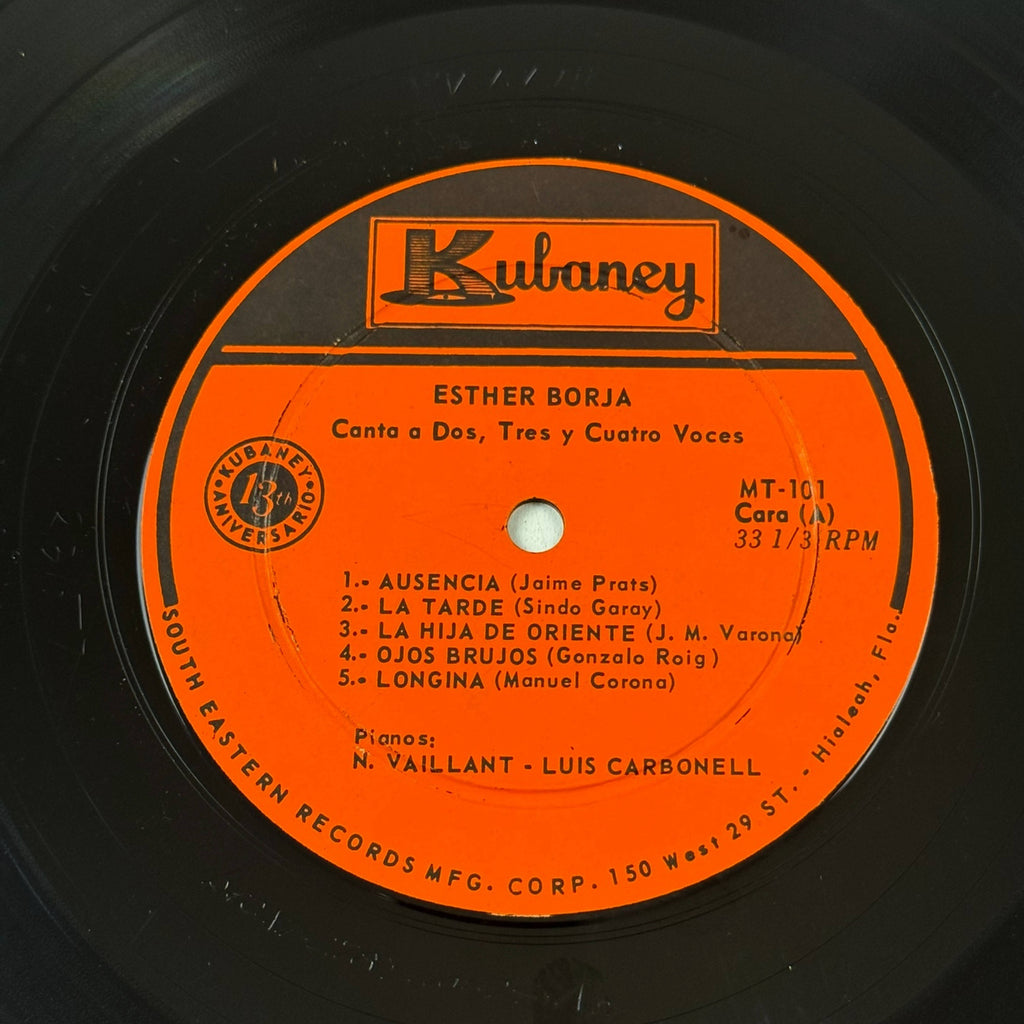 Kubaney
ESTHER BORJA
Canta a Dos, Tres y Cuatro Voces
KUBANEY
13th
ANIVERSARIO
MT-101
Cara (A)
33 1/3 RPM
1.- AUSENCIA (Jaime Prats)
2.- LA TARDE (Sindo Garay)
3.- LA HIJA DE ORIENTE (J. M. Varona)
4.- OJOS BRUJOS (Gonzalo Roig)
5.- LONGINA (Manuel Corona)
Pianos:
N. VAILLANT - LUIS CARBONELL
SOUTH EASTERN RECORDS MFG. CORP. 150 West 29 ST. - Hialeah, Fla.